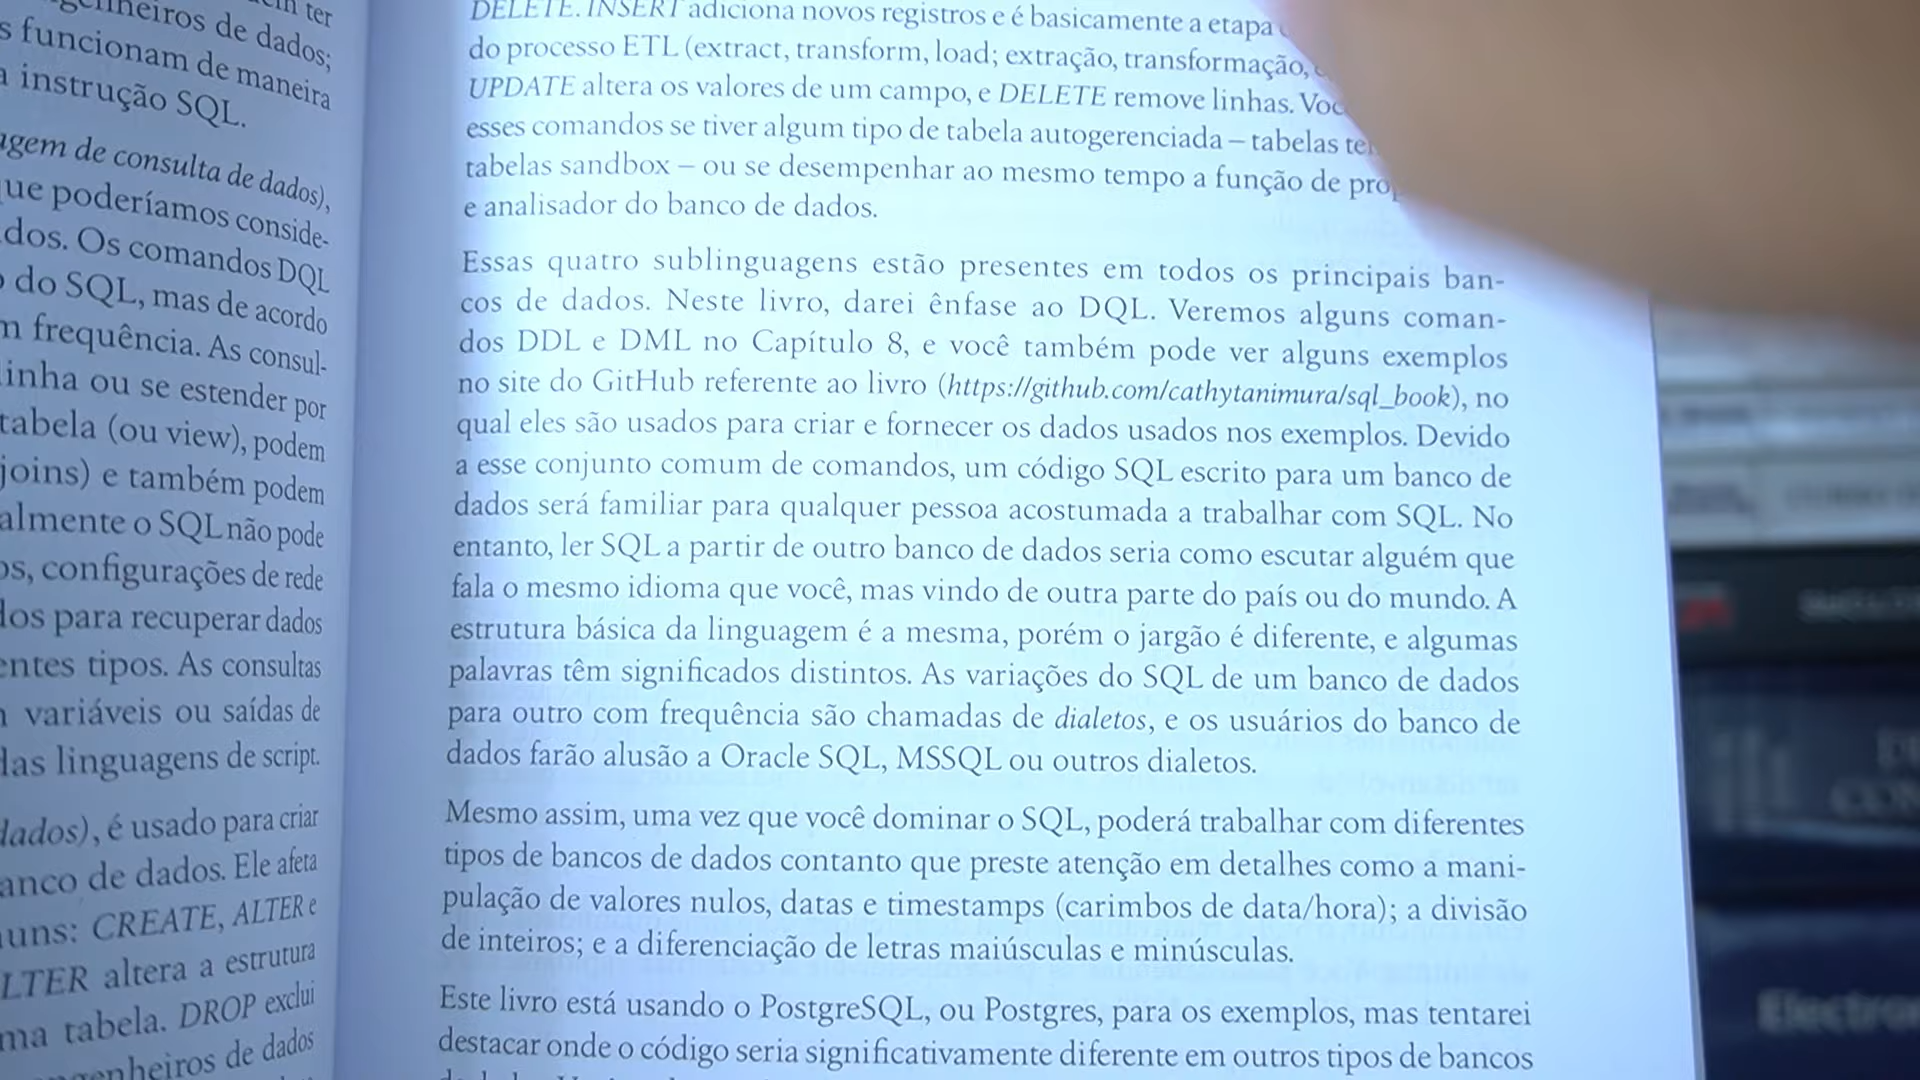 em ter
genheiros de dados;
s funcionam de maneira
a instrução SQL.
agem de consulta de dados),
que poderíamos conside-
dos. Os comandos DQL
o do SQL, mas de acordo
m frequência. As consul-
linha ou se estender por
tabela (ou view), podem
joins) e também podem
almente o SQL não pode
os, configurações de rede
dos para recuperar dados
entes tipos. As consultas
m variáveis ou saídas de
das linguagens de script.
dados), é usado para criar
anco de dados. Ele afeta
uns: CREATE, ALTER e
LTER altera a estrutura
ma tabela. DROP exclui
engenheiros de dados
DELETE. INSERT adiciona novos registros e é basicamente a etapa
do processo ETL (extract, transform, load; extração, transformação,
UPDATE altera os valores de um campo, e DELETE remove linhas. Voc
esses comandos se tiver algum tipo de tabela autogerenciada – tabelas te
tabelas sandbox – ou se desempenhar ao mesmo tempo a função de pro
e analisador do banco de dados.
Essas quatro sublinguagens estão presentes em todos os principais ban-
cos de dados. Neste livro, darei ênfase ao DQL. Veremos alguns coman-
dos DDL e DML no Capítulo 8, e você também pode ver alguns exemplos
no site do GitHub referente ao livro (https://github.com/cathytanimura/sql_book), no
qual eles são usados para criar e fornecer os dados usados nos exemplos. Devido
a esse conjunto comum de comandos, um código SQL escrito para um banco de
dados será familiar para qualquer pessoa acostumada a trabalhar com SQL. No
entanto, ler SQL a partir de outro banco de dados seria como escutar alguém que
fala o mesmo idioma que você, mas vindo de outra parte do país ou do mundo. A
estrutura básica da linguagem é a mesma, porém o jargão é diferente, e algumas
palavras têm significados distintos. As variações do SQL de um banco de dados
para outro com frequência são chamadas de dialetos, e os usuários do banco de
dados farão alusão a Oracle SQL, MSSQL ou outros dialetos.
Mesmo assim, uma vez que você dominar o SQL, poderá trabalhar com diferentes
tipos de bancos de dados contanto que preste atenção em detalhes como a mani-
pulação de valores nulos, datas e timestamps (carimbos de data/hora); a divisão
de inteiros; e a diferenciação de letras maiúsculas e minúsculas.
Este livro está usando o PostgreSQL, ou Postgres, para os exemplos, mas tentarei
destacar onde o código seria significativamente diferente em outros tipos de bancos